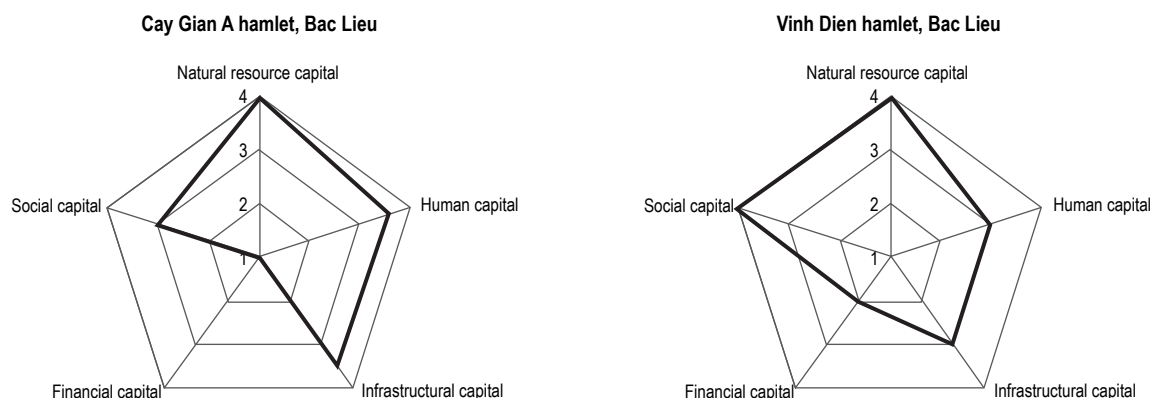 Cay Gian A hamlet, Bac Lieu
Natural resource capital
4
3
2
1
Social capital
Human capital
Financial capital
Infrastructural capital
Vinh Dien hamlet, Bac Lieu
Natural resource capital
4
3
2
1
Social capital
Human capital
Financial capital
Infrastructural capital